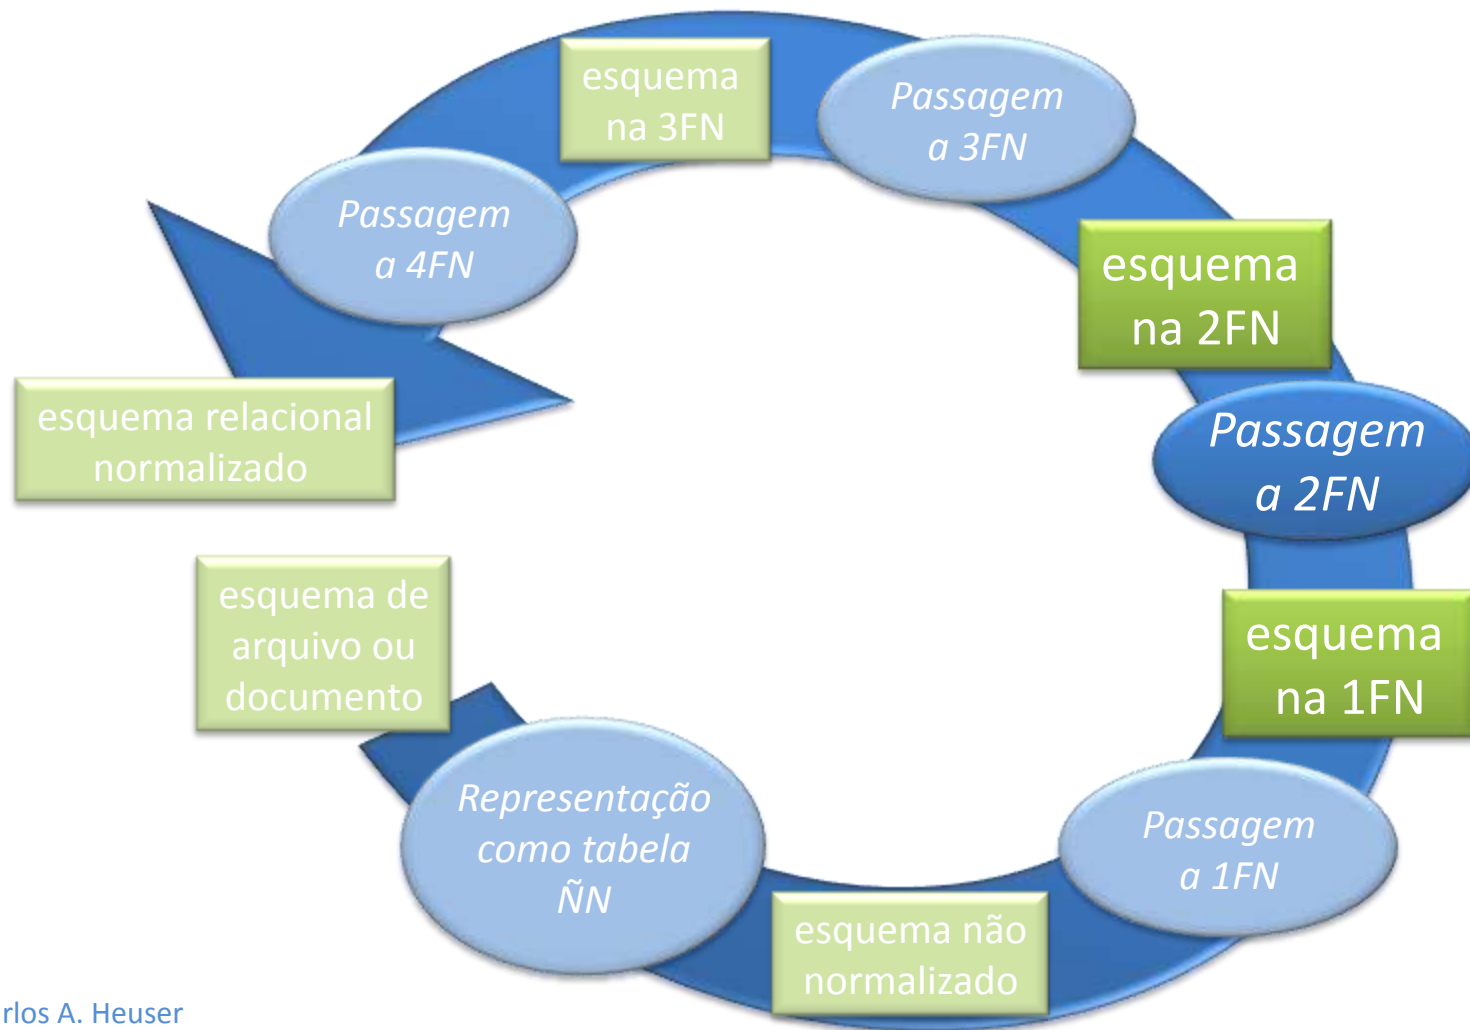 esquema
na 3FN
Passagem
a 3FN
Passagem
a 4FN
esquema
na 2FN
esquema relacional
normalizado
Passagem
a 2FN
esquema de
arquivo ou
documento
esquema
na 1FN
Representação
como tabela
ÑN
Passagem
a 1FN
esquema não
normalizado
rlos A. Heuser